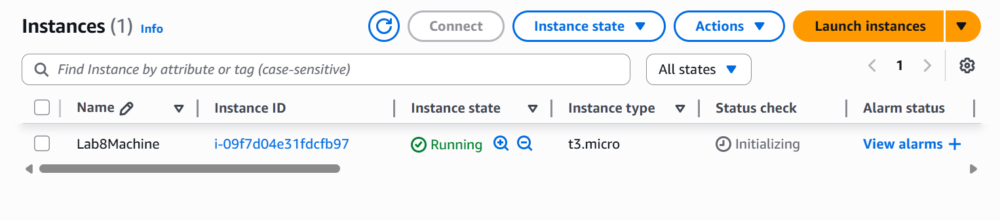 Instances (1) Info Connect Instance state Actions Launch instances
Find Instance by attribute or tag (case-sensitive) All states 1
Name Instance ID Instance state Instance type Status check Alarm status
Lab8Machine i-09f7d04e31fdcfb97 Running t3.micro Initializing View alarms +